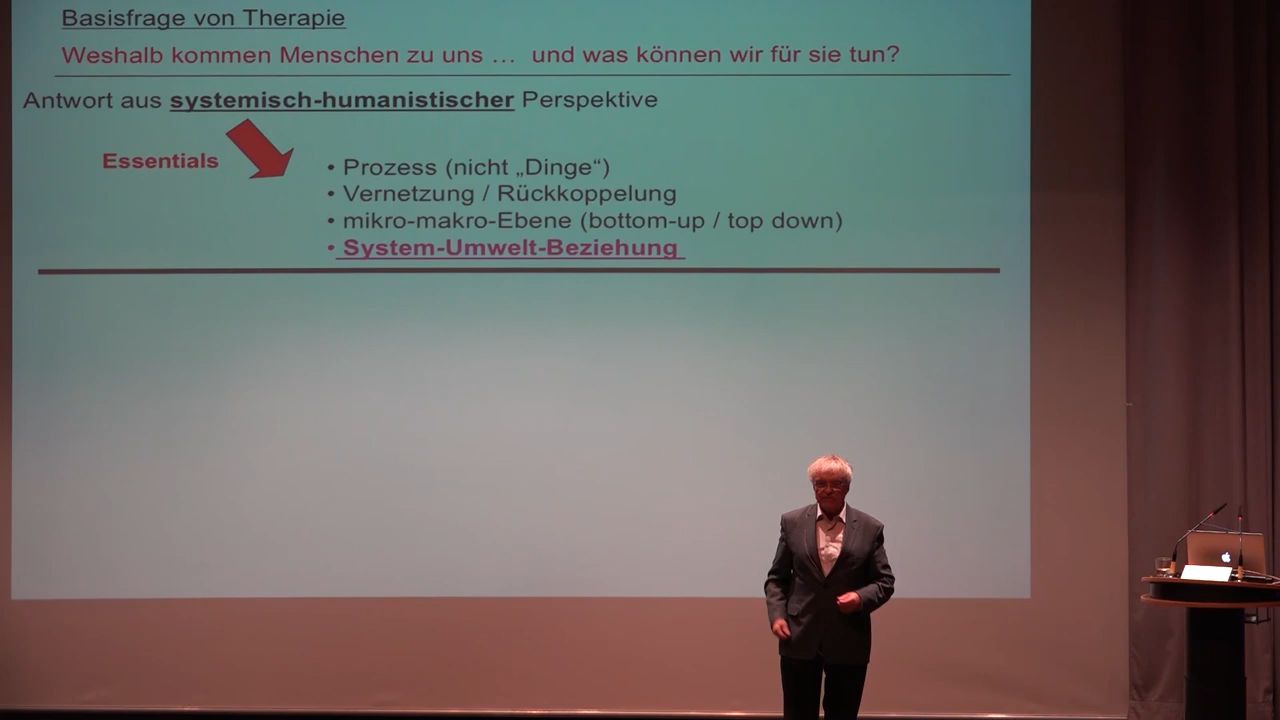 Basisfrage von Therapie
Weshalb kommen Menschen zu uns … und was können wir für sie tun?
Antwort aus systemisch-humanistischer Perspektive
Essentials
• Prozess (nicht „Dinge“)
• Vernetzung / Rückkoppelung
• mikro-makro-Ebene (bottom-up / top down)
• System-Umwelt-Beziehung